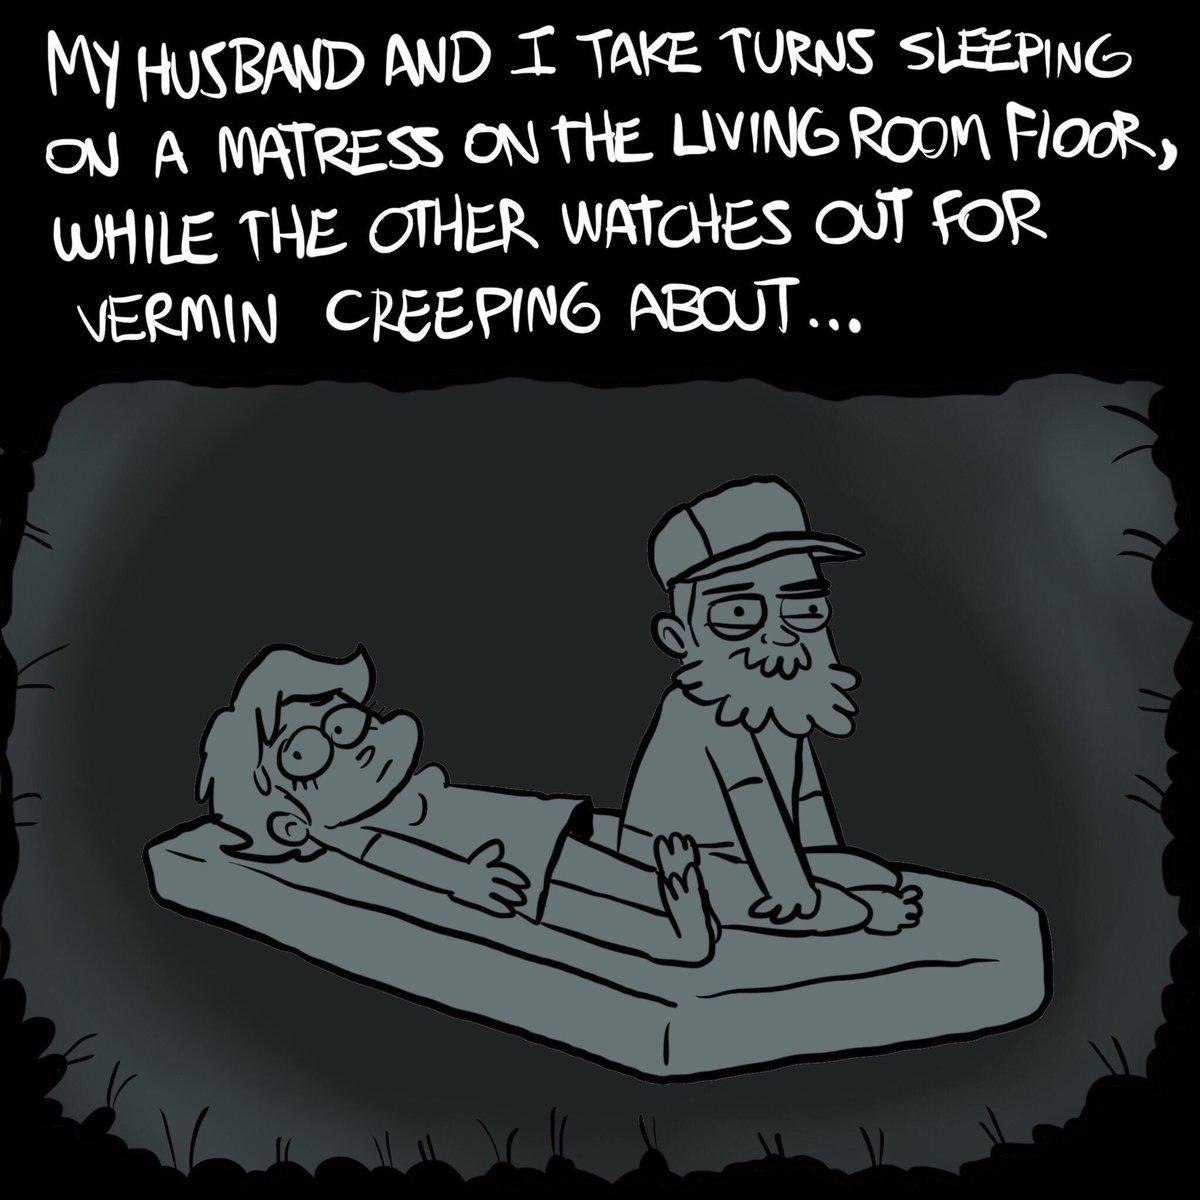 MY HUSBAND AND I TAKE TURNS SLEEPING
ON A MATRESS ON THE LIVING ROOM FLOOR,
WHILE THE OTHER WATCHES OUT FOR
VERMIN CREEPING ABOUT...